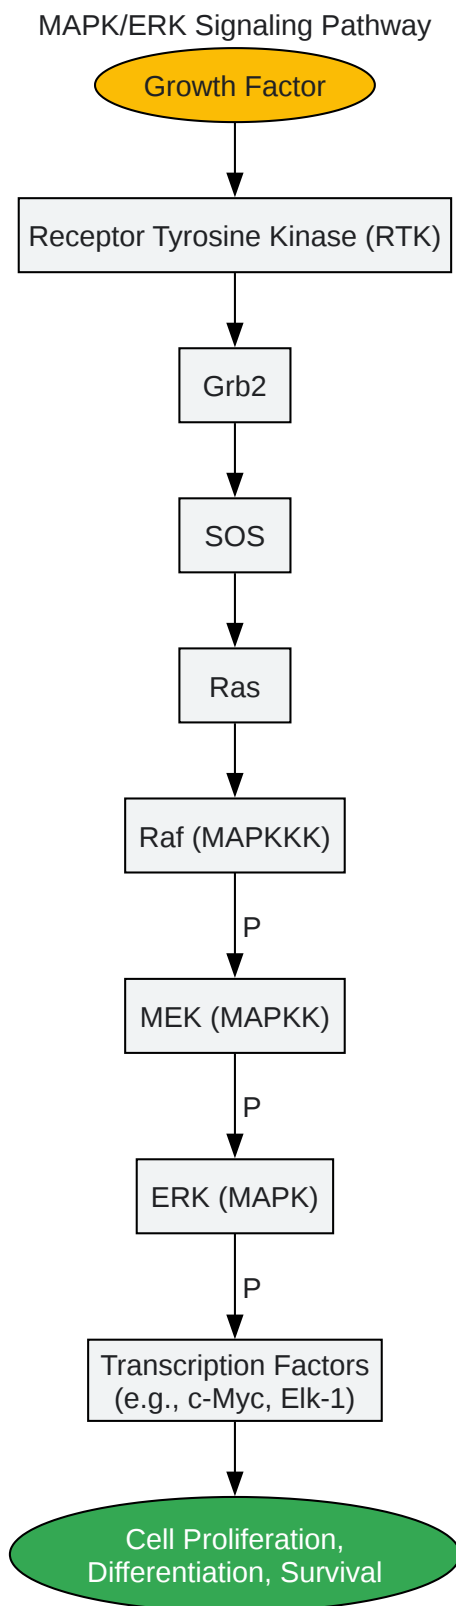 MAPK/ERK Signaling Pathway
Growth Factor
Receptor Tyrosine Kinase (RTK)
Grb2
SOS
Ras
Raf (MAPKKK)
P
MEK (MAPKK)
P
ERK (MAPK)
P
Transcription Factors
(e.g., c-Myc, Elk-1)
Cell Proliferation,
Differentiation, Survival